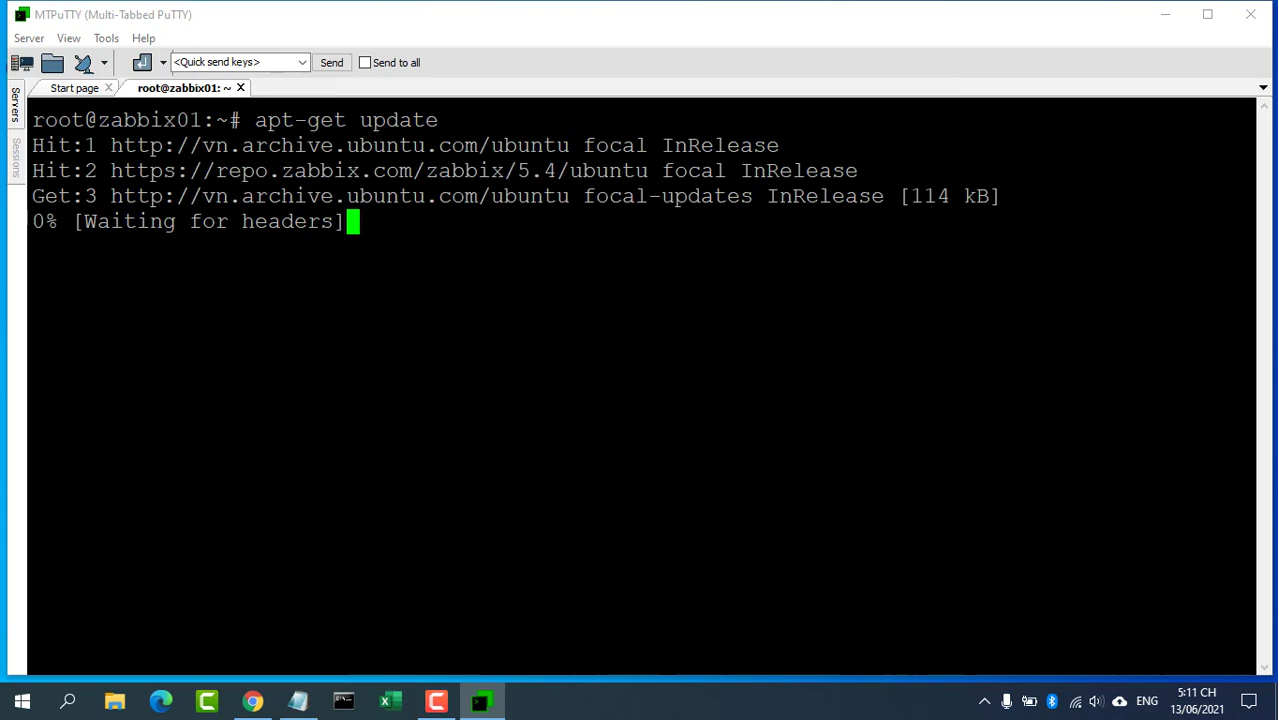 MTPuTTY (Multi-Tabbed PuTTY)
Server View Tools Help
<Quick send keys> Send Send to all
Start page root@zabbix01: ~
Servers
Sessions
root@zabbix01:~# apt-get update
Hit:1 http://vn.archive.ubuntu.com/ubuntu focal InRelease
Hit:2 https://repo.zabbix.com/zabbix/5.4/ubuntu focal InRelease
Get:3 http://vn.archive.ubuntu.com/ubuntu focal-updates InRelease [114 kB]
0% [Waiting for headers]
ENG
5:11 CH
13/06/2021